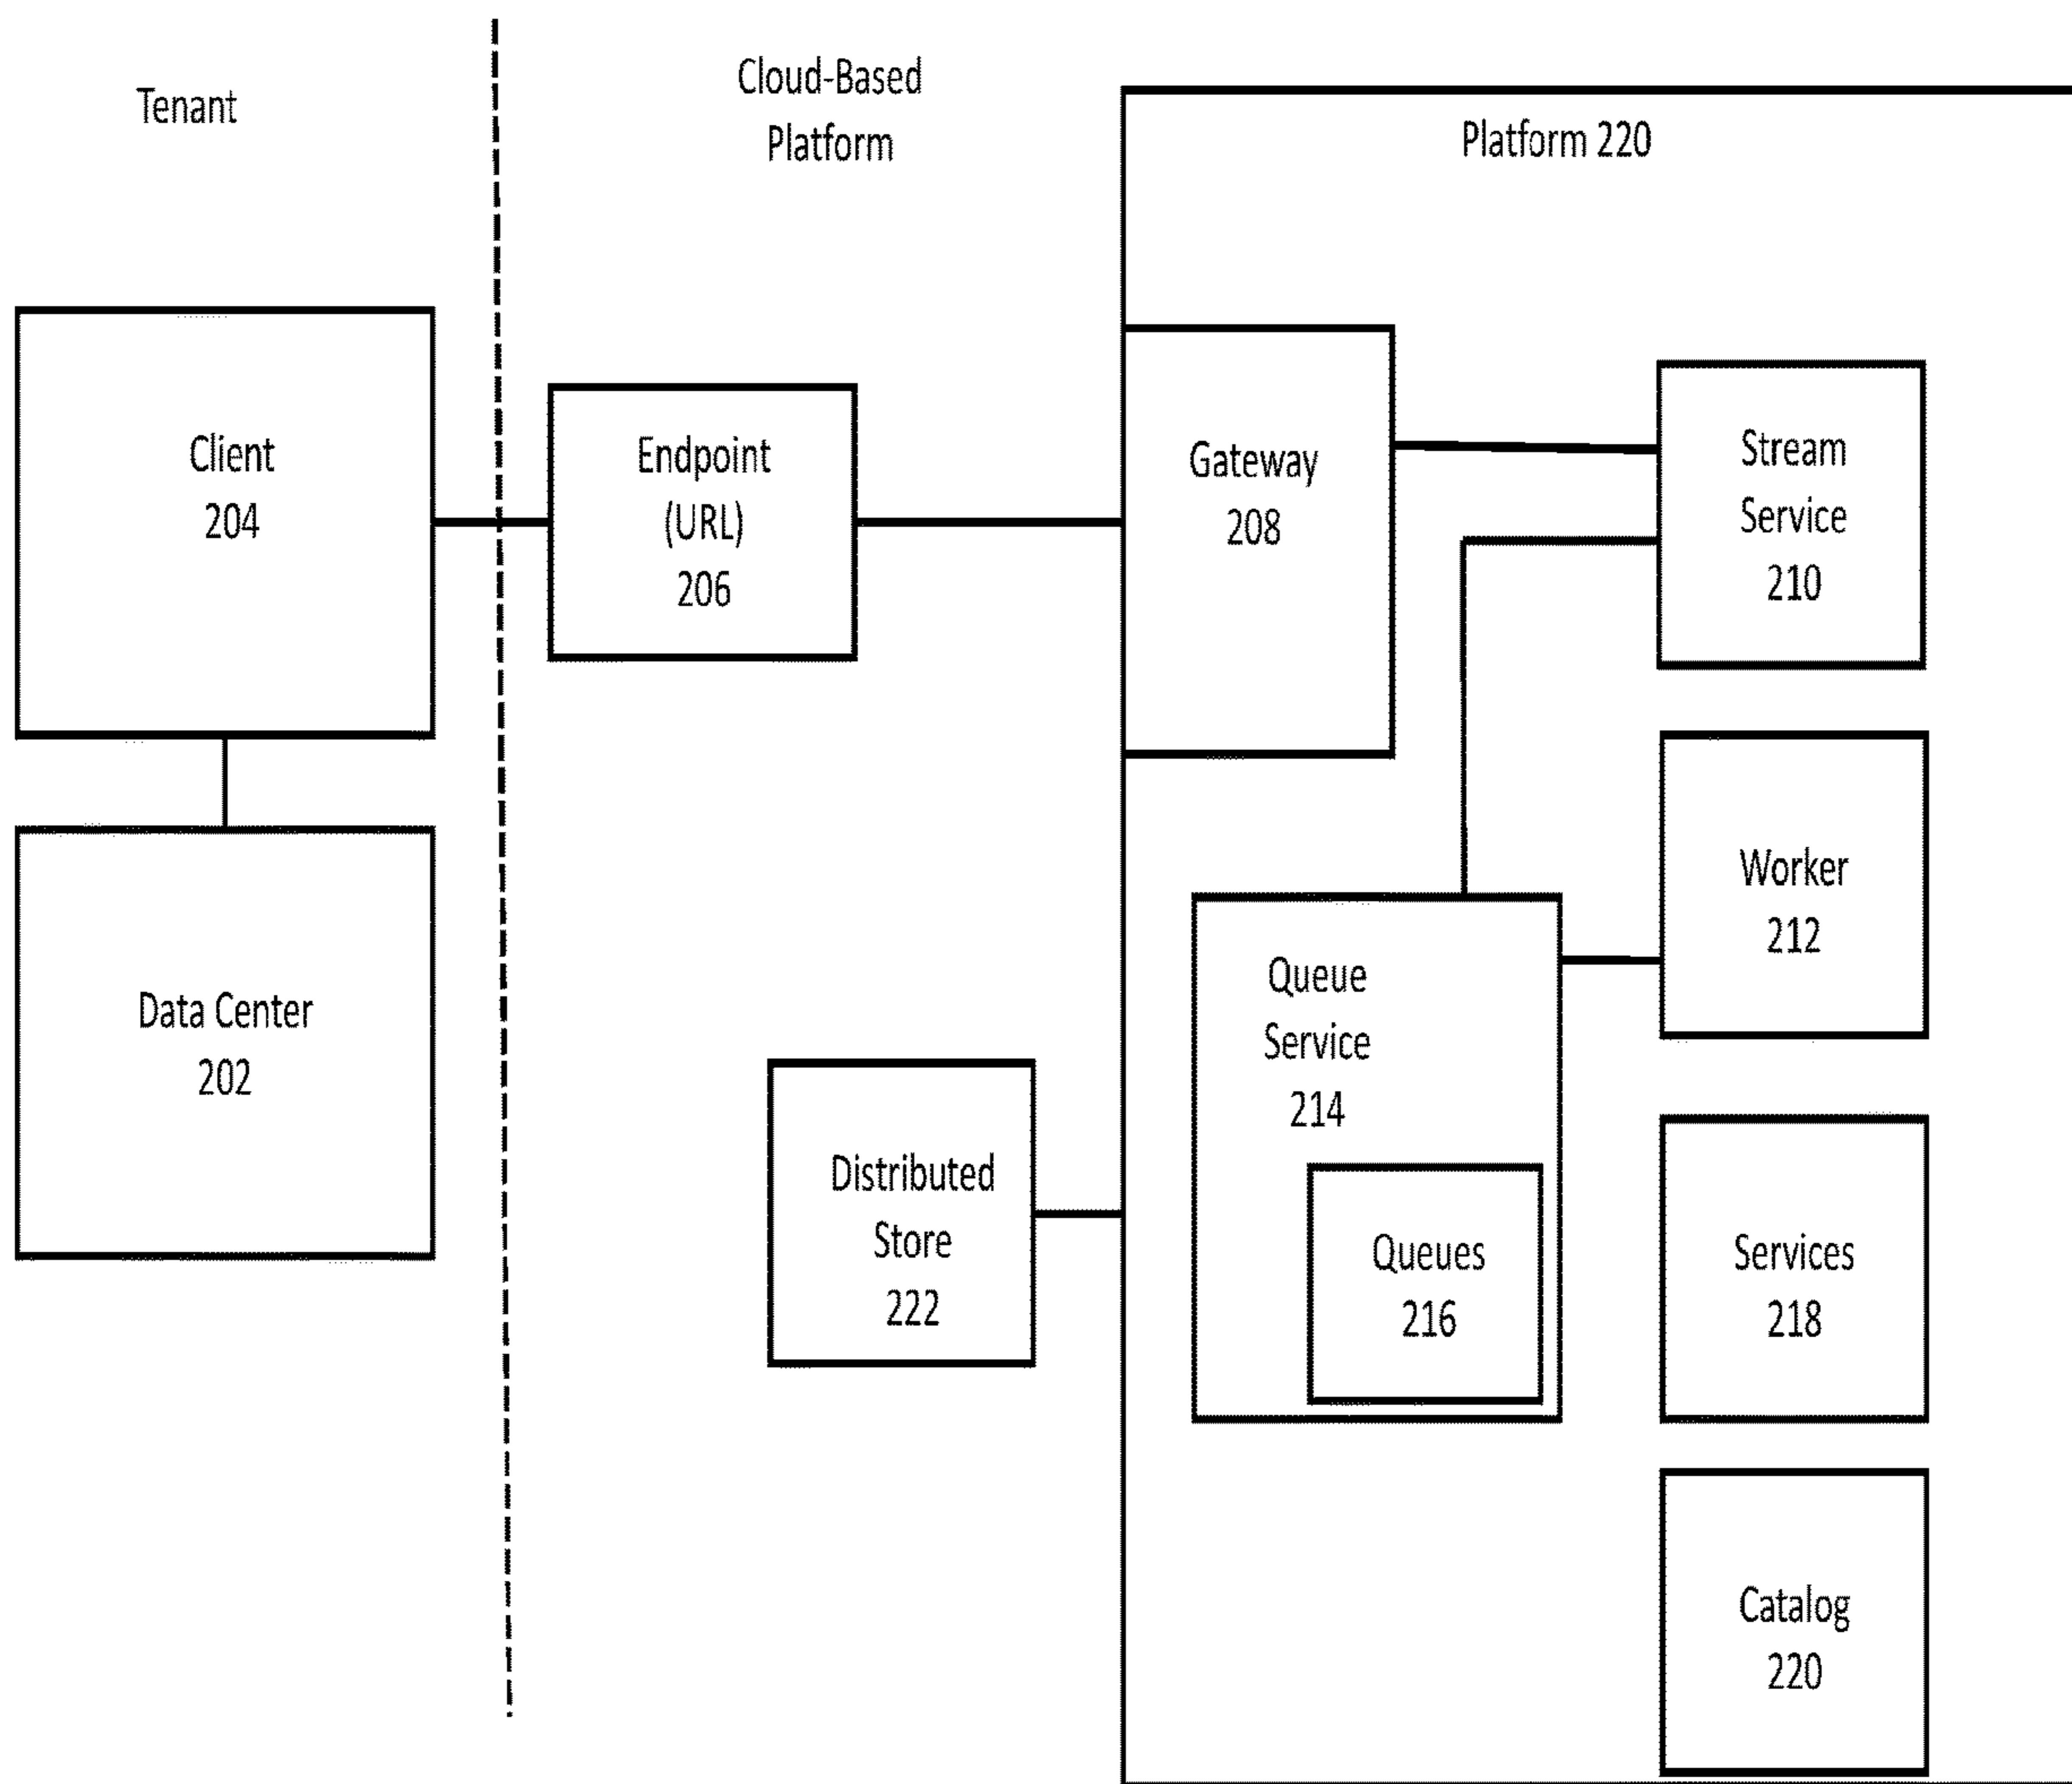 Tenant
Cloud-Based
Platform
Platform 220
Client
204
Endpoint
(URL)
206
Gateway
208
Stream
Service
210
Data Center
202
Worker
212
Queue
Service
214
Distributed
Store
222
Queues
216
Services
218
Catalog
220